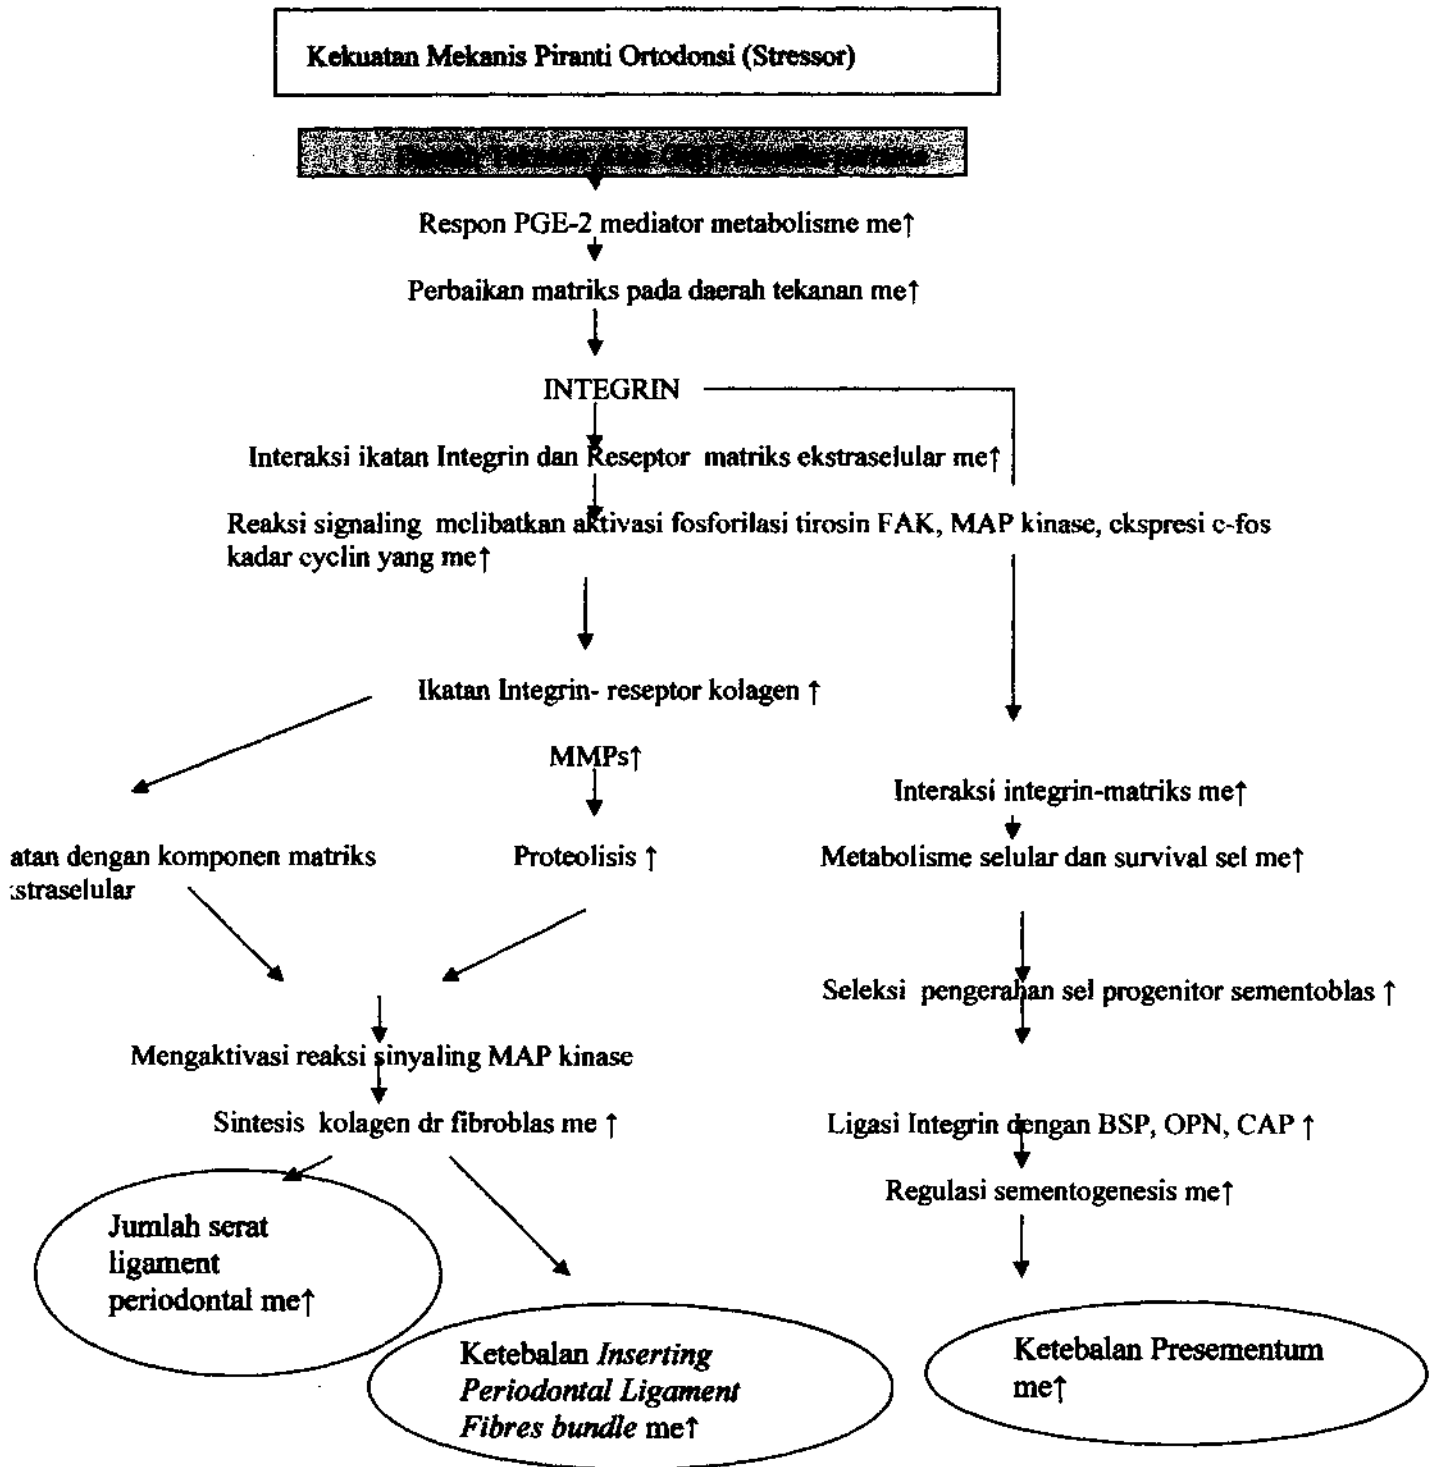 Kekuatan Mekanis Piranti Ortodonsi (Stressor)
Daerah Tekanan Akar Gigi
Respon PGE-2 mediator metabolisme me↑
Perbaikan matriks pada daerah tekanan me↑
INTEGRIN
Interaksi ikatan Integrin dan Reseptor matriks ekstraselular me↑
Reaksi signaling melibatkan aktivasi fosforilasi tirosin FAK, MAP kinase, ekspresi c-fos
kadar cyclin yang me↑
Ikatan Integrin- reseptor kolagen ↑
MMPs↑
Interaksi integrin-matriks me↑
atan dengan komponen matriks
straselular
Proteolisis ↑
Metabolisme selular dan survival sel me↑
Seleksi pengerahan sel progenitor sementoblas ↑
Mengaktivasi reaksi sinyaling MAP kinase
Sintesis kolagen dr fibroblas me ↑
Ligasi Integrin dengan BSP, OPN, CAP ↑
Regulasi sementogenesis me↑
Jumlah serat
ligament
periodontal me↑
Ketebalan Inserting
Periodontal Ligament
Fibres bundle me↑
Ketebalan Presementum
me↑